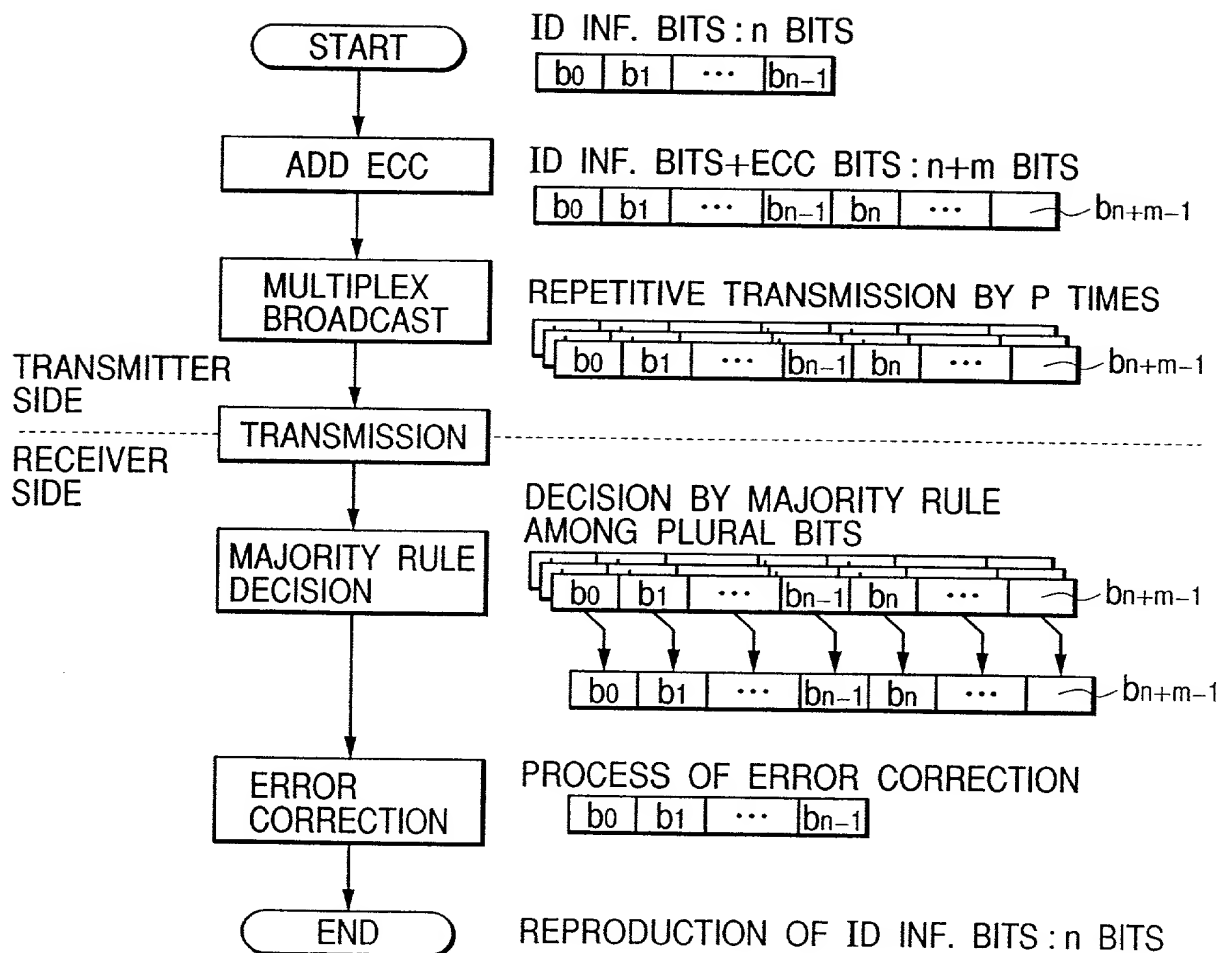 START
ID INF. BITS : n BITS
b0 b1 ... bn-1
ADD ECC
ID INF. BITS+ECC BITS : n+m BITS
b0 b1 ... bn-1 bn ... bn+m-1
MULTIPLEX
BROADCAST
REPETITIVE TRANSMISSION BY P TIMES
b0 b1 ... bn-1 bn ... bn+m-1
TRANSMITTER
SIDE
TRANSMISSION
RECEIVER
SIDE
DECISION BY MAJORITY RULE
AMONG PLURAL BITS
MAJORITY RULE
DECISION
b0 b1 ... bn-1 bn ... bn+m-1
b0 b1 ... bn-1 bn ... bn+m-1
ERROR
CORRECTION
PROCESS OF ERROR CORRECTION
b0 b1 ... bn-1
END
REPRODUCTION OF ID INF. BITS : n BITS